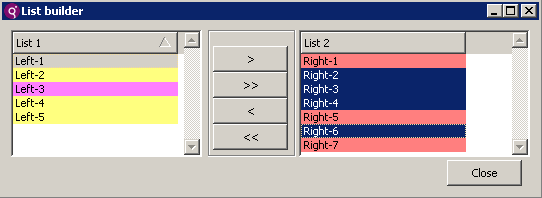 List builder
List 1
Left-1
Left-2
Left-3
Left-4
Left-5
>
>>
<
<<
List 2
Right-1
Right-2
Right-3
Right-4
Right-5
Right-6
Right-7
Close